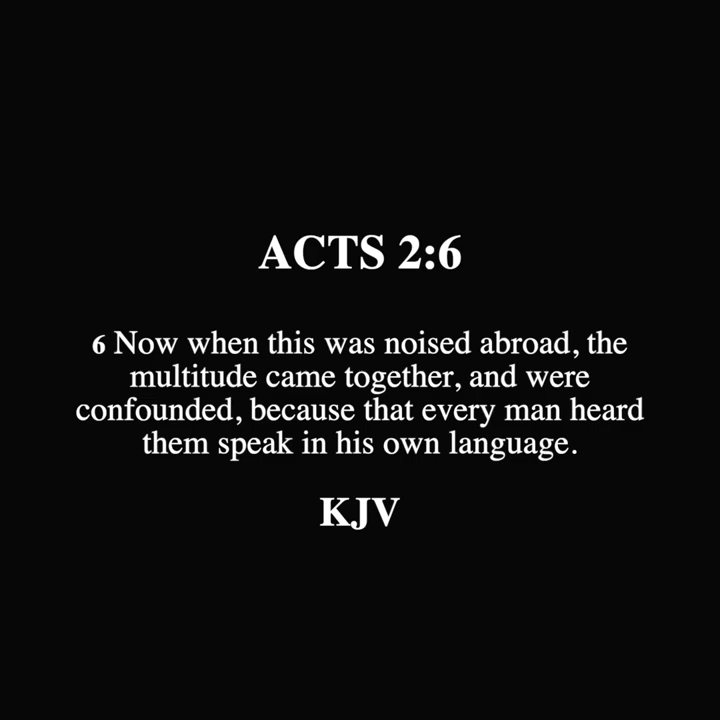 ACTS 2:6
6 Now when this was noised abroad, the
multitude came together, and were
confounded, because that every man heard
them speak in his own language.
KJV